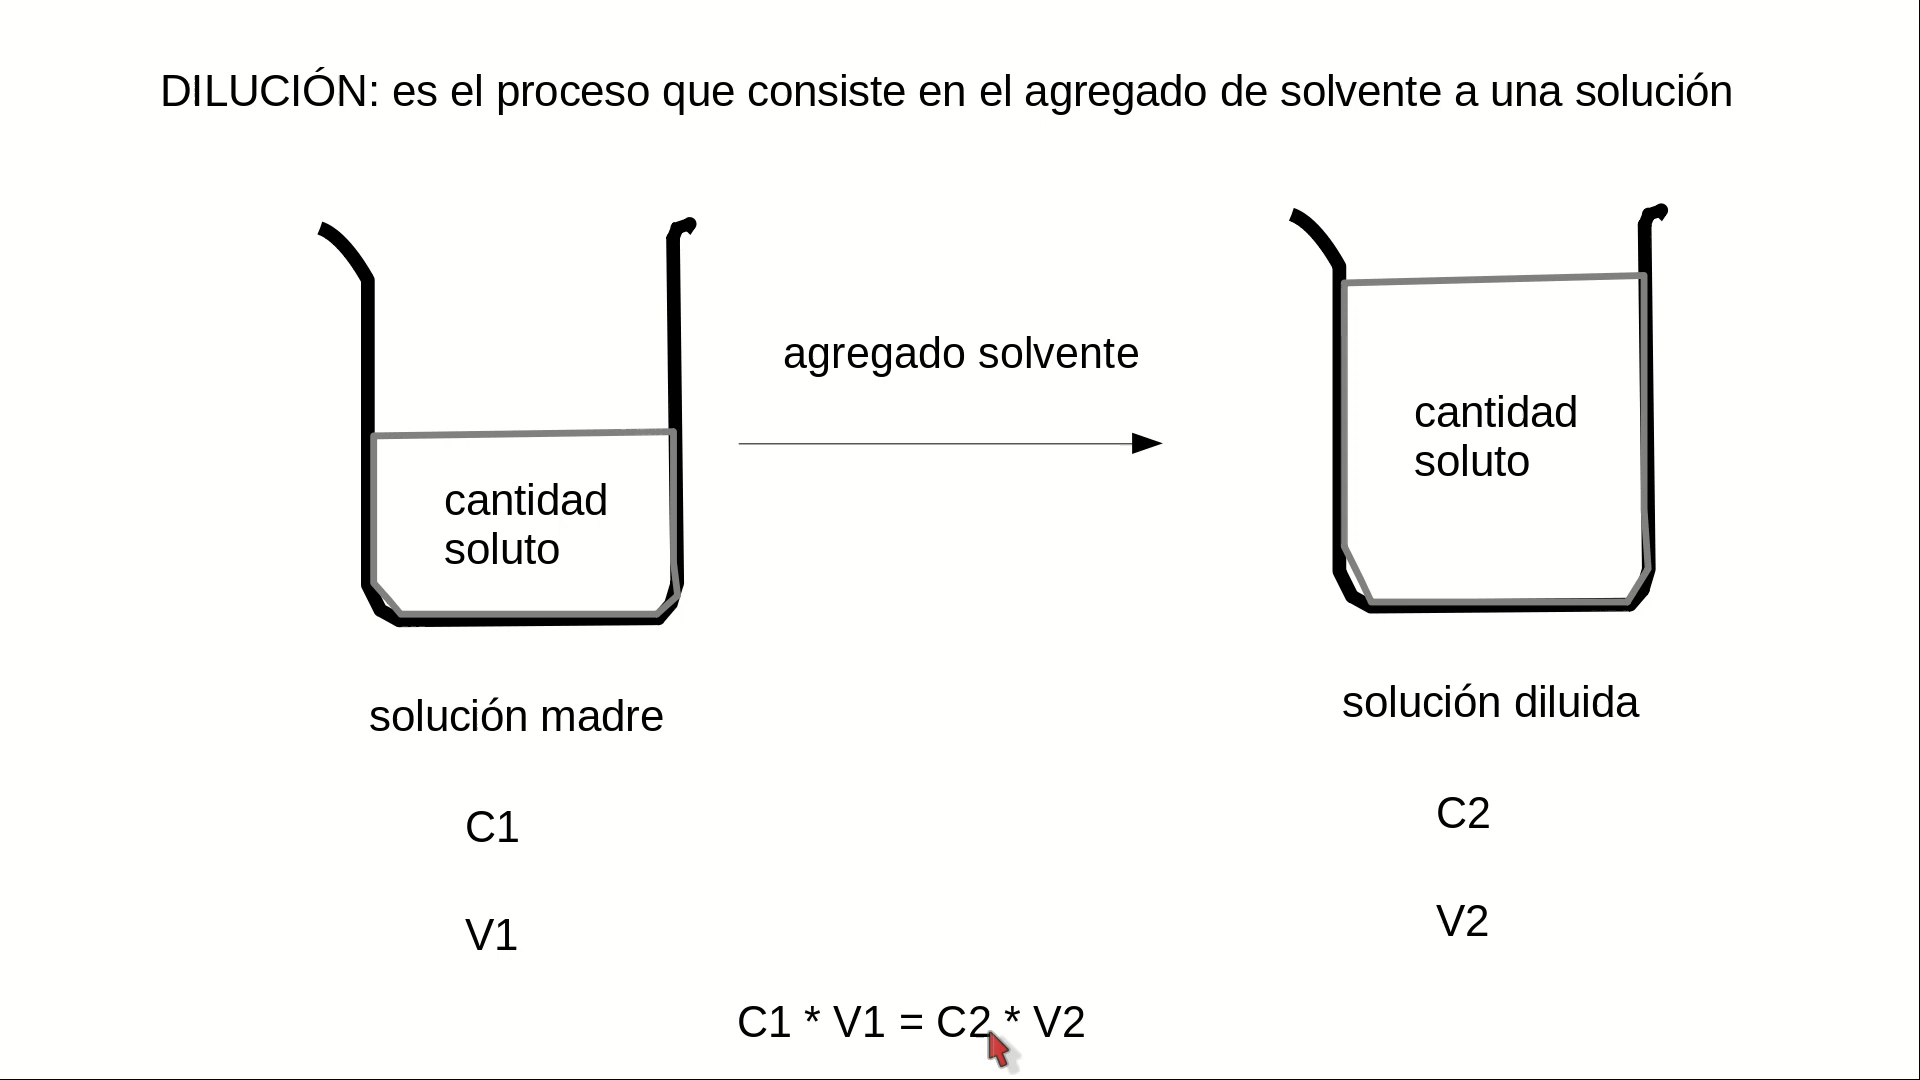 DILUCIÓN: es el proceso que consiste en el agregado de solvente a una solución
agregado solvente
cantidad
soluto
cantidad
soluto
solución madre
solución diluida
C1
C2
V1
V2
C1 * V1 = C2 * V2